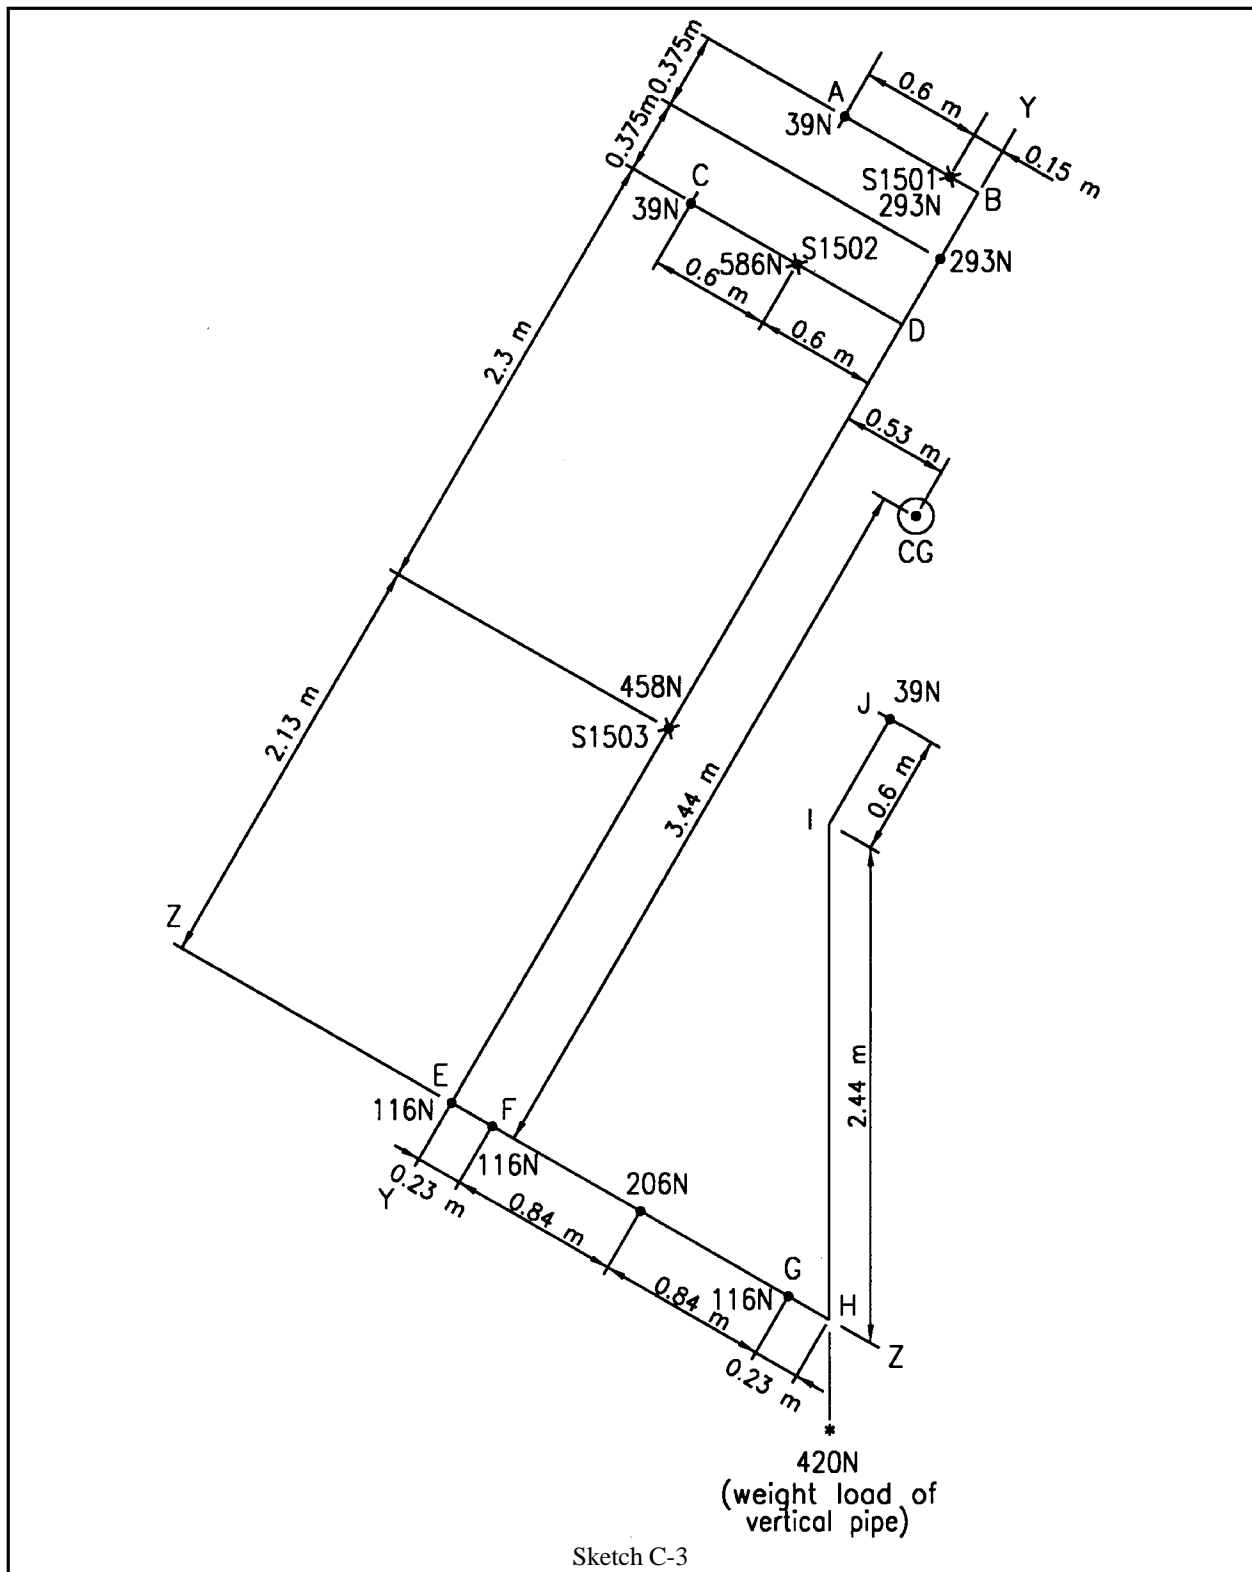 0.375m
A
0.6 m
Y
39N
0.375m
0.15 m
S1501
293N
B
C
39N
S1502
586N
293N
0.6 m
D
0.6 m
2.3 m
0.53 m
CG
458N
S1503
J
39N
2.13 m
3.44 m
0.6 m
I
Z
2.44 m
E
116N
F
116N
0.23 m
Y
206N
0.84 m
G
116N
H
0.84 m
Z
0.23 m
*
420N
(weight load of
vertical pipe)
Sketch C-3